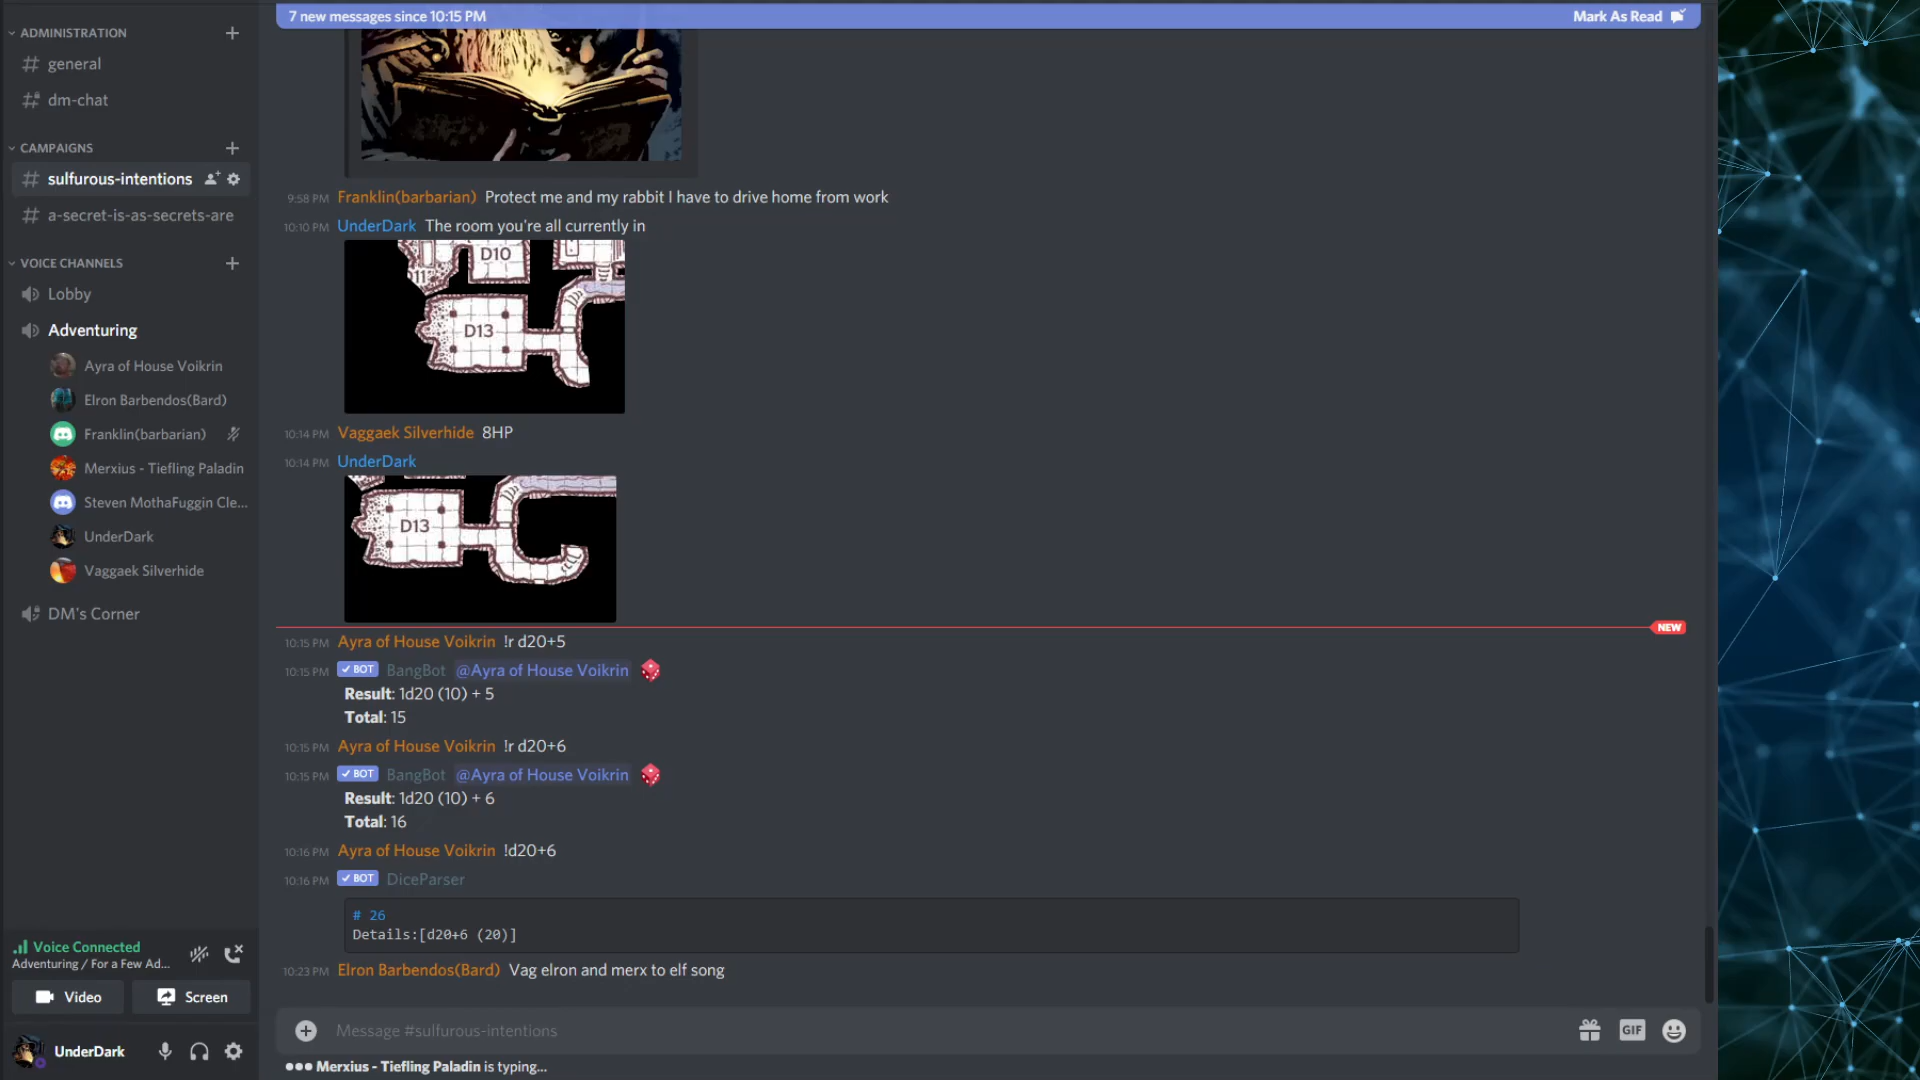 ADMINISTRATION
general
dm-chat
CAMPAIGNS
sulfurous-intentions
a-secret-is-as-secrets-are
VOICE CHANNELS
Lobby
Adventuring
Ayra of House Voikrin
Elron Barbendos(Bard)
Franklin(barbarian)
Merxius - Tiefling Paladin
Steven MothaFuggin Cle...
UnderDark
Vaggaek Silverhide
DM's Corner
Voice Connected
Adventuring / For a Few Ad...
Video
Screen
UnderDark
7 new messages since 10:15 PM
Mark As Read
9:58 PM Franklin(barbarian) Protect me and my rabbit I have to drive home from work
10:10 PM UnderDark The room you're all currently in
D10
11
D13
10:14 PM Vaggaek Silverhide 8HP
10:14 PM UnderDark
D13
NEW
10:15 PM Ayra of House Voikrin !r d20+5
10:15 PM BOT BangBot @Ayra of House Voikrin
Result: 1d20 (10) + 5
Total: 15
10:15 PM Ayra of House Voikrin !r d20+6
10:15 PM BOT BangBot @Ayra of House Voikrin
Result: 1d20 (10) + 6
Total: 16
10:16 PM Ayra of House Voikrin !d20+6
10:16 PM BOT DiceParser
# 26
Details:[d20+6 (20)]
10:23 PM Elron Barbendos(Bard) Vag elron and merx to elf song
Message #sulfurous-intentions
GIF
Merxius - Tiefling Paladin is typing...